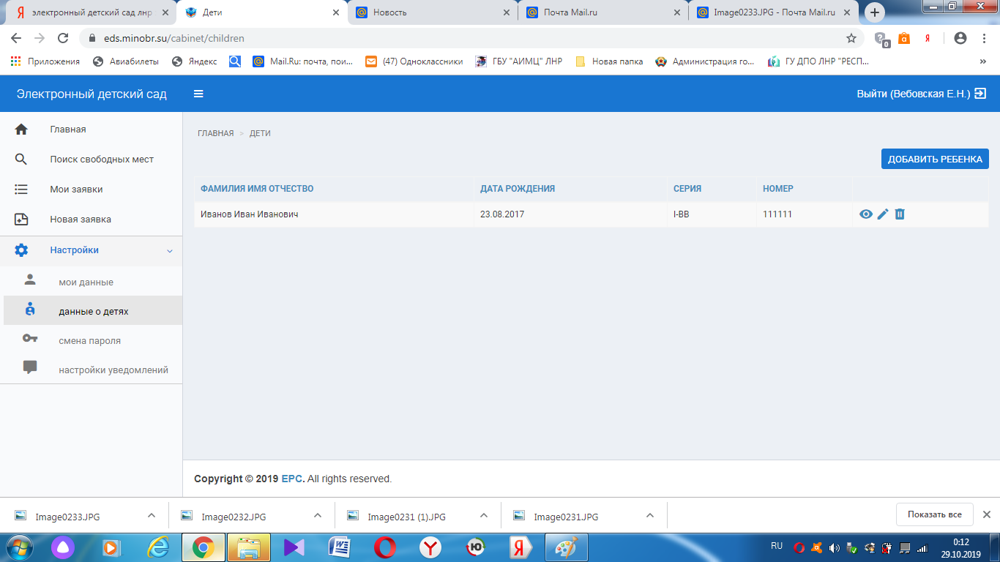 электронный детский сад лнр
Дети
Новость
Почта Mail.ru
Image0233.JPG - Почта Mail.ru
eds.minobr.su/cabinet/children
0
Приложения
Авиабилеты
Яндекс
Mail.Ru: почта, пои...
(47) Одноклассники
ГБУ "АИМЦ" ЛНР
Новая папка
Администрация го...
ГУ ДПО ЛНР "РЕСП...
Электронный детский сад
Выйти (Вебовская Е.Н.)
Главная
Поиск свободных мест
Мои заявки
Новая заявка
Настройки
мои данные
данные о детях
смена пароля
настройки уведомлений
ГЛАВНАЯ > ДЕТИ
ДОБАВИТЬ РЕБЕНКА
ФАМИЛИЯ ИМЯ ОТЧЕСТВО ДАТА РОЖДЕНИЯ СЕРИЯ НОМЕР
Иванов Иван Иванович 23.08.2017 I-ВВ 111111
Copyright © 2019 EPC. All rights reserved.
Image0233.JPG
Image0232.JPG
Image0231 (1).JPG
Image0231.JPG
Показать все
RU
0:12
29.10.2019